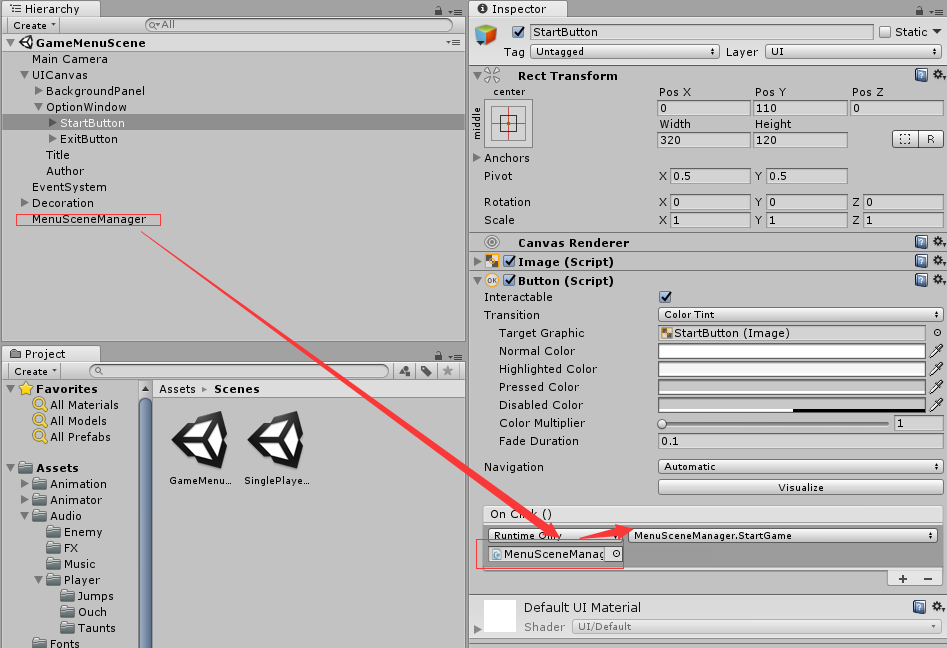 Hierarchy
Create
All
GameMenuScene
Main Camera
UICanvas
BackgroundPanel
OptionWindow
StartButton
ExitButton
Title
Author
EventSystem
Decoration
MenuSceneManager
Project
Create
Favorites
All Materials
All Models
All Prefabs
Assets
Animation
Animator
Audio
Enemy
FX
Music
Player
Jumps
Ouch
Taunts
Fonts
Assets ▸ Scenes
GameMenu...
SinglePlaye...
Inspector
StartButton
Static
Tag Untagged Layer UI
Rect Transform
center
middle
Pos X Pos Y Pos Z
0 110 0
Width Height
320 120
R
Anchors
Pivot X 0.5 Y 0.5
Rotation X 0 Y 0 Z 0
Scale X 1 Y 1 Z 1
Canvas Renderer
Image (Script)
OK Button (Script)
Interactable
Transition Color Tint
Target Graphic StartButton (Image)
Normal Color
Highlighted Color
Pressed Color
Disabled Color
Color Multiplier 1
Fade Duration 0.1
Navigation Automatic
Visualize
On Click ()
Runtime Only MenuSceneManager.StartGame
MenuSceneManag
+ −
Default UI Material
Shader UI/Default